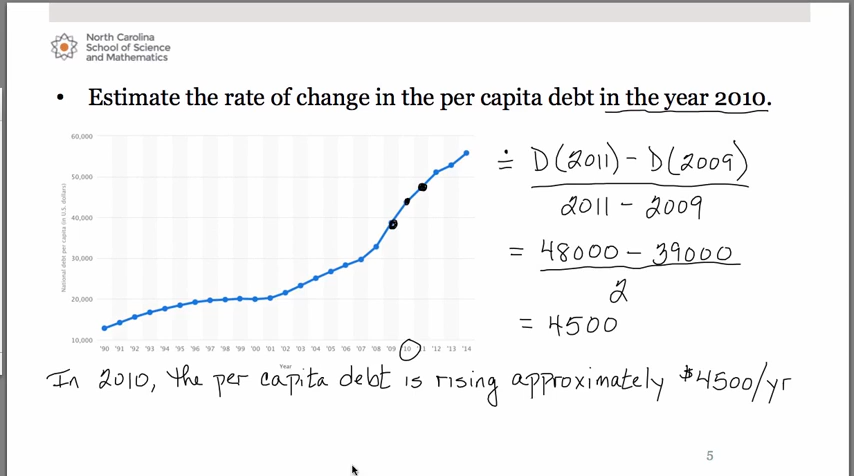 North Carolina
School of Science
and Mathematics
• Estimate the rate of change in the per capita debt in the year 2010.
60,000
50,000
40,000
30,000
20,000
10,000
National debt per capita (in U.S. dollars)
'90 '91 '92 '93 '94 '95 '96 '97 '98 '99 '00 '01 '02 '03 '04 '05 '06 '07 '08 '09 '10 '11 '12 '13 '14
Year
≐ D(2011) - D(2009)
2011 - 2009
= 48000 - 39000
2
= 4500
In 2010, the per capita debt is rising approximately $4500/yr
5